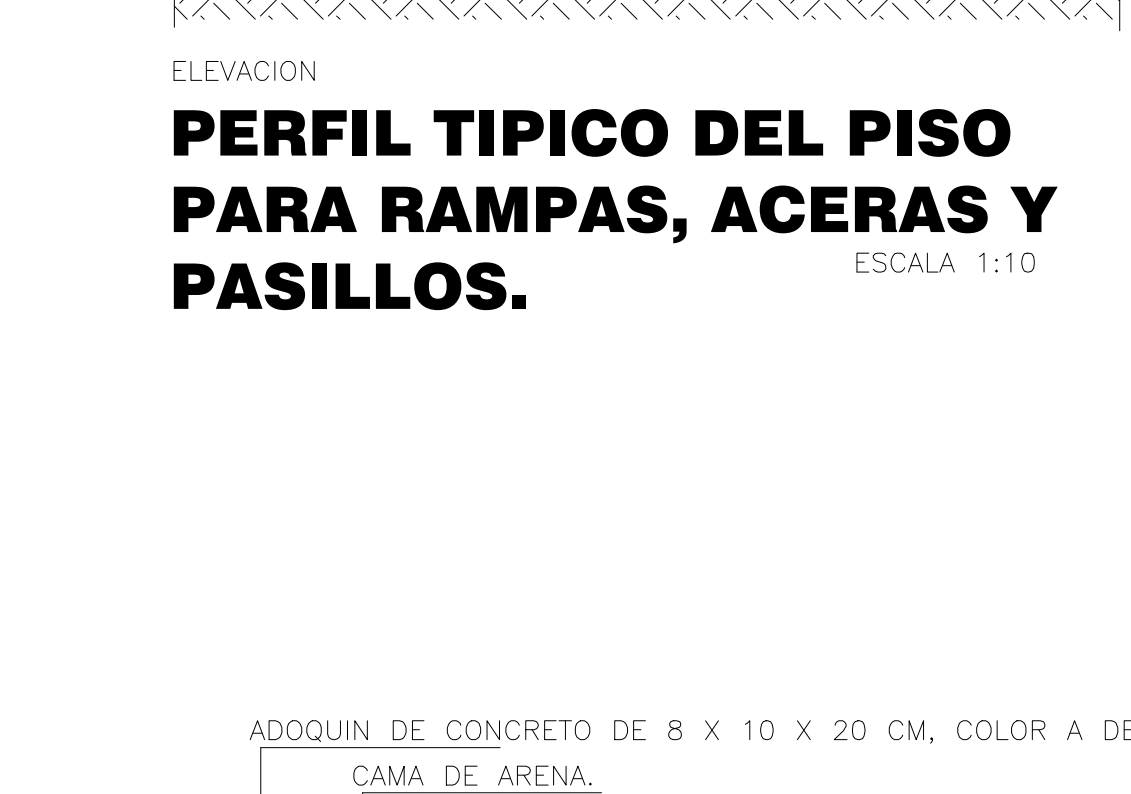 ELEVACION
PERFIL TIPICO DEL PISO
PARA RAMPAS, ACERAS Y
ESCALA 1:10
PASILLOS.
ADOQUIN DE CONCRETO DE 8 X 10 X 20 CM, COLOR A
CAMA DE ARENA.